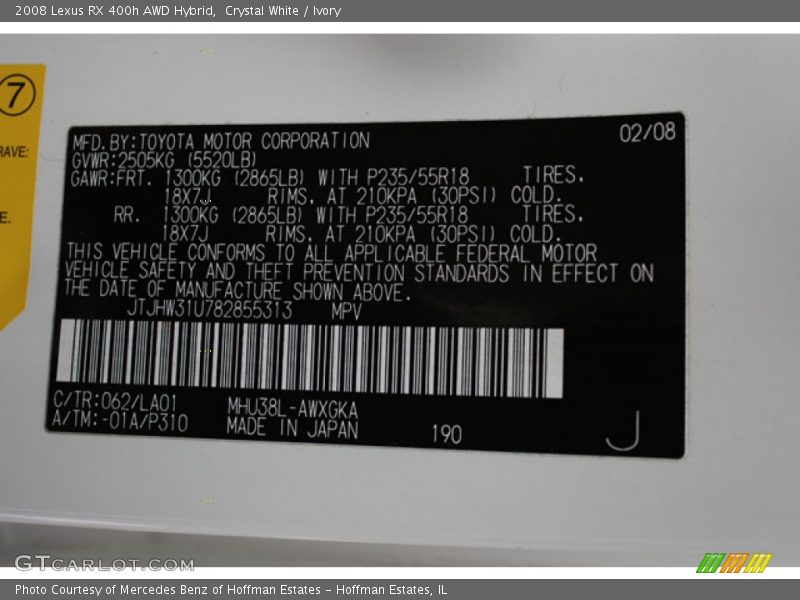 2008 Lexus RX 400h AWD Hybrid, Crystal White / Ivory
7
RAVE:
E.
MFD. BY: TOYOTA MOTOR CORPORATION 02/08
GVWR: 2505KG (5520LB)
GAWR: FRT. 1300KG (2865LB) WITH P235/55R18 TIRES,
18X7J RIMS, AT 210KPA (30PSI) COLD.
RR. 1300KG (2865LB) WITH P235/55R18 TIRES,
18X7J RIMS, AT 210KPA (30PSI) COLD.
THIS VEHICLE CONFORMS TO ALL APPLICABLE FEDERAL MOTOR
VEHICLE SAFETY AND THEFT PREVENTION STANDARDS IN EFFECT ON
THE DATE OF MANUFACTURE SHOWN ABOVE.
JTJHW31U782855313 MPV
C/TR: 062/LA01 MHU38L-AWXGKA
A/TM: -01A/P310 MADE IN JAPAN 190 J
GTCARLOT.COM
Photo Courtesy of Mercedes Benz of Hoffman Estates - Hoffman Estates, IL